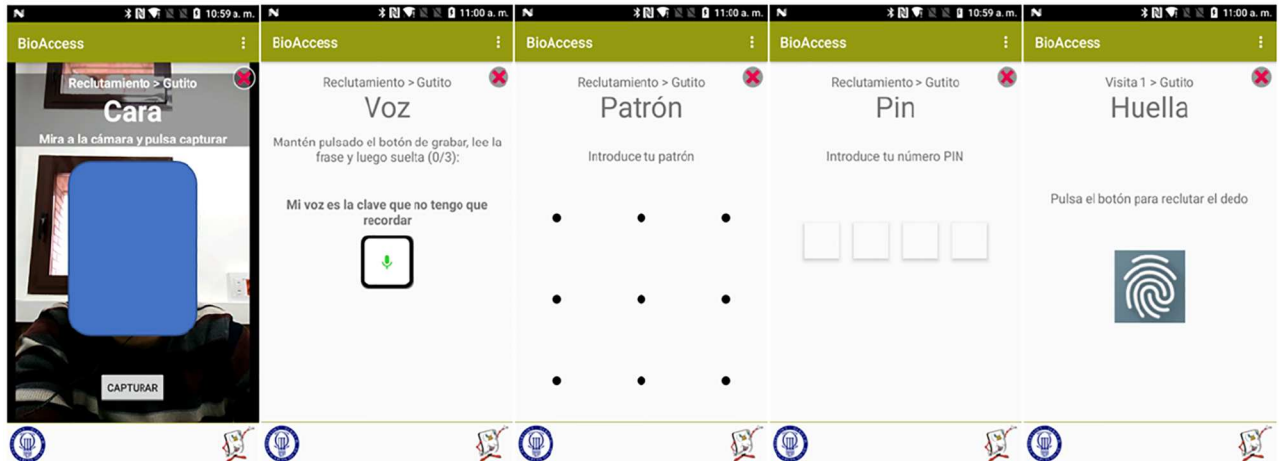 10:59 a. m.
BioAccess
Reclutamiento > Gutito
Cara
Mira a la cámara y pulsa capturar
CAPTURAR
11:00 a. m.
BioAccess
Reclutamiento > Gutito
Voz
Mantén pulsado el botón de grabar, lee la
frase y luego suelta (0/3):
Mi voz es la clave que no tengo que
recordar
11:00 a. m.
BioAccess
Reclutamiento > Gutito
Patrón
Introduce tu patrón
10:59 a. m.
BioAccess
Reclutamiento > Gutito
Pin
Introduce tu número PIN
11:00 a. m.
BioAccess
Visita 1 > Gutito
Huella
Pulsa el botón para reclutar el dedo